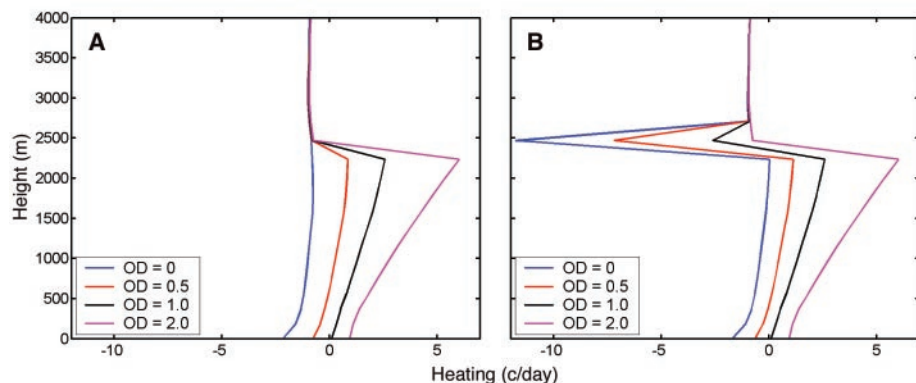 A
B
Height (m)
4000
3500
3000
2500
2000
1500
1000
500
0
OD = 0
OD = 0.5
OD = 1.0
OD = 2.0
OD = 0
OD = 0.5
OD = 1.0
OD = 2.0
-10 -5 0 5
-10 -5 0 5
Heating (c/day)